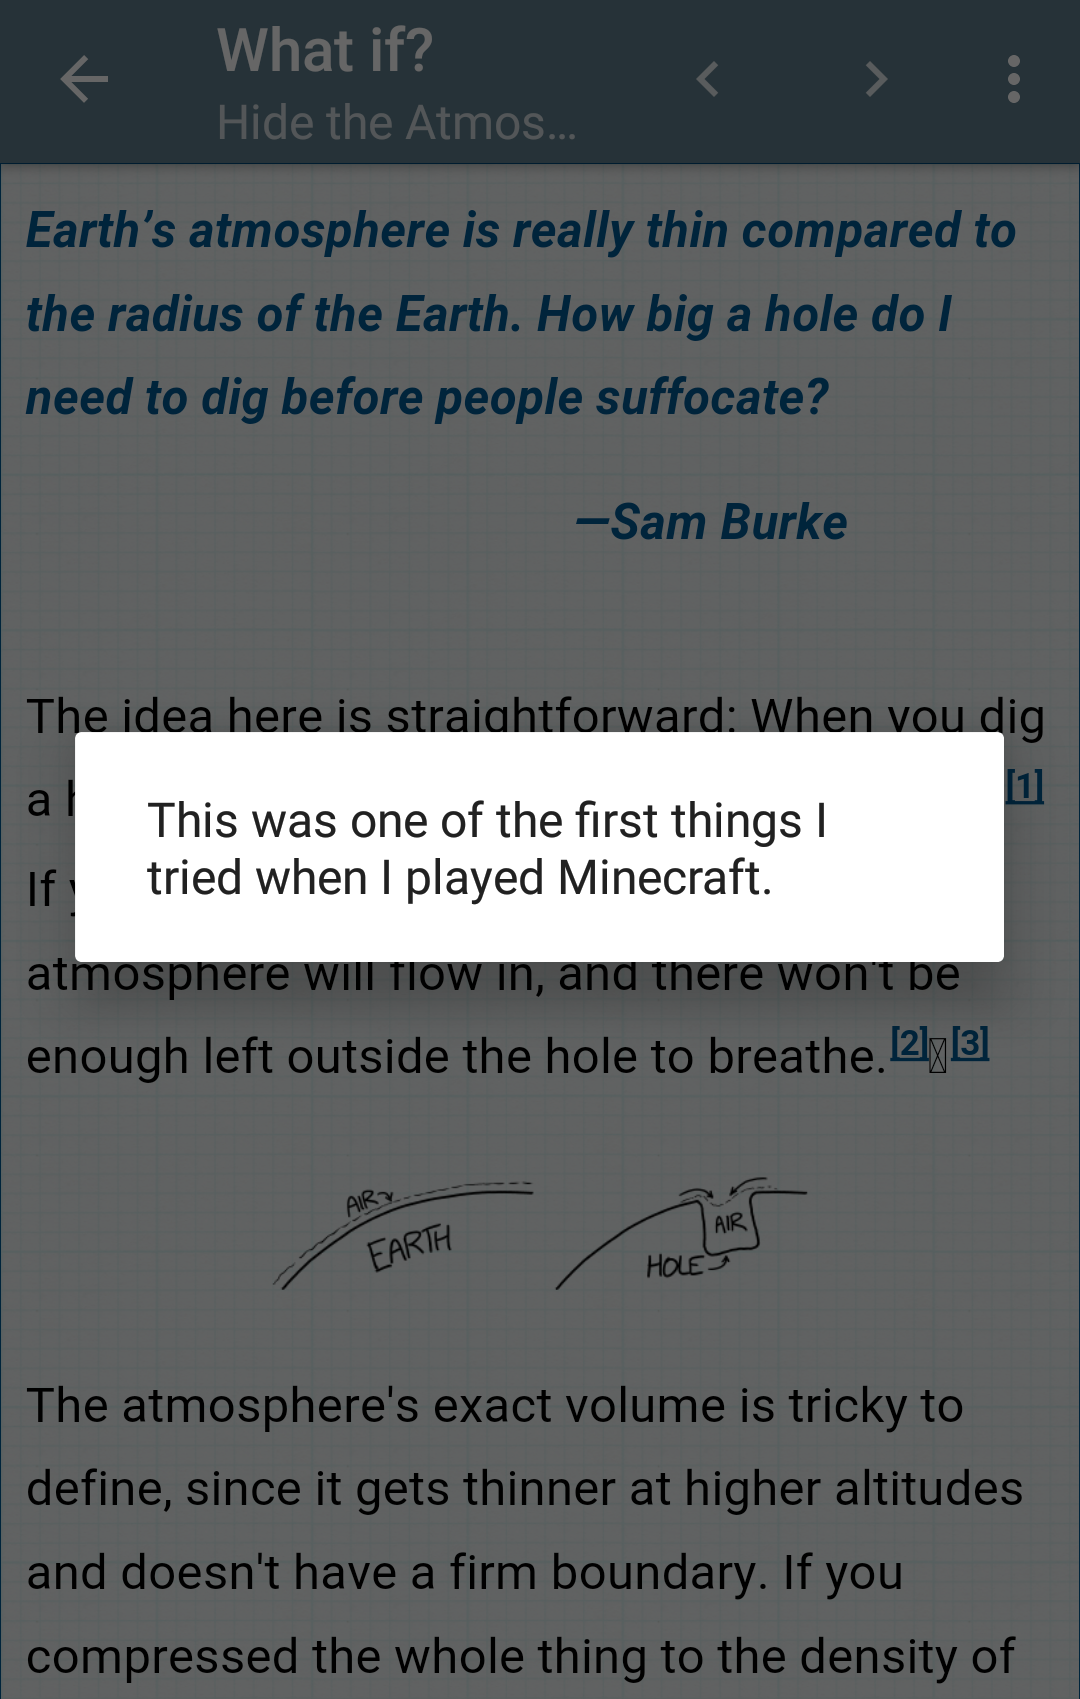 What if?
Hide the Atmos...
Earth's atmosphere is really thin compared to
the radius of the Earth. How big a hole do I
need to dig before people suffocate?
—Sam Burke
The idea here is straightforward: When you dig
a [1]
This was one of the first things I
tried when I played Minecraft.
If
atmosphere will flow in, and there won't be
enough left outside the hole to breathe.[2] [3]
AIR
EARTH
AIR
HOLE
The atmosphere's exact volume is tricky to
define, since it gets thinner at higher altitudes
and doesn't have a firm boundary. If you
compressed the whole thing to the density of